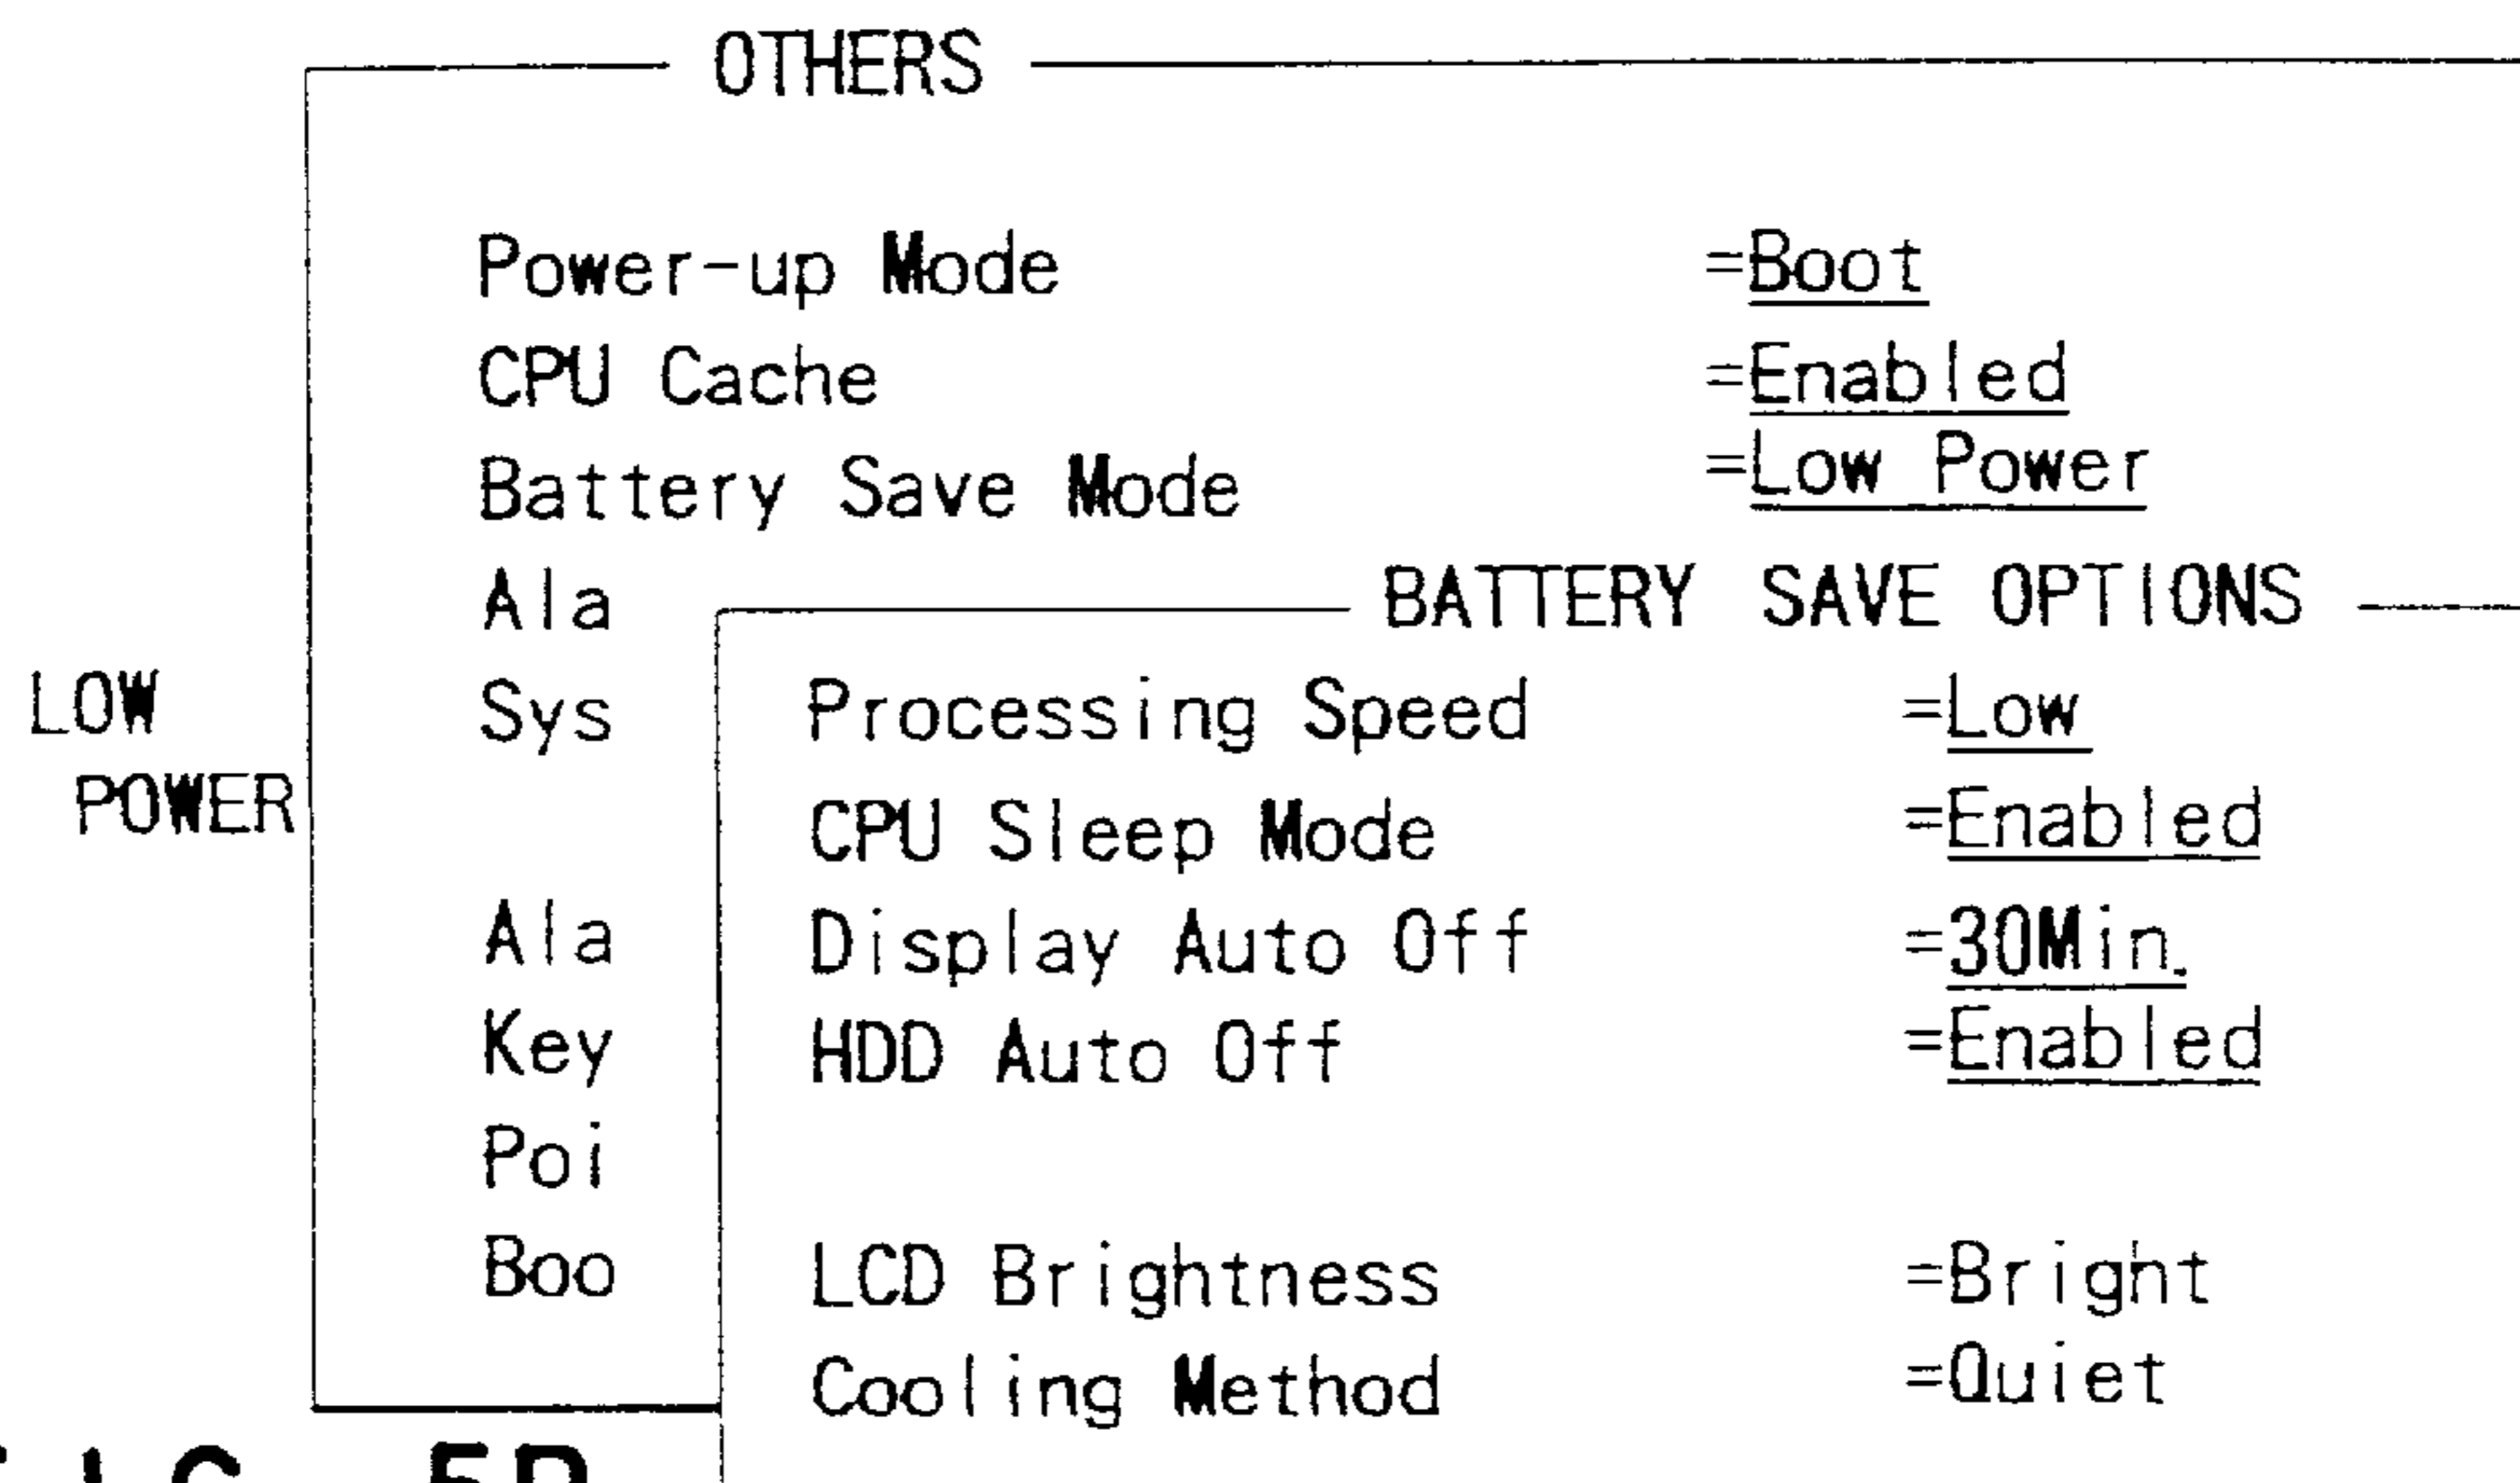 OTHERS
Power-up Mode =Boot
CPU Cache =Enabled
Battery Save Mode =Low Power
Ala BATTERY SAVE OPTIONS
LOW Sys Processing Speed =Low
POWER CPU Sleep Mode =Enabled
Ala Display Auto Off =30Min.
Key HDD Auto Off =Enabled
Poi
Boo LCD Brightness =Bright
Cooling Method =Quiet